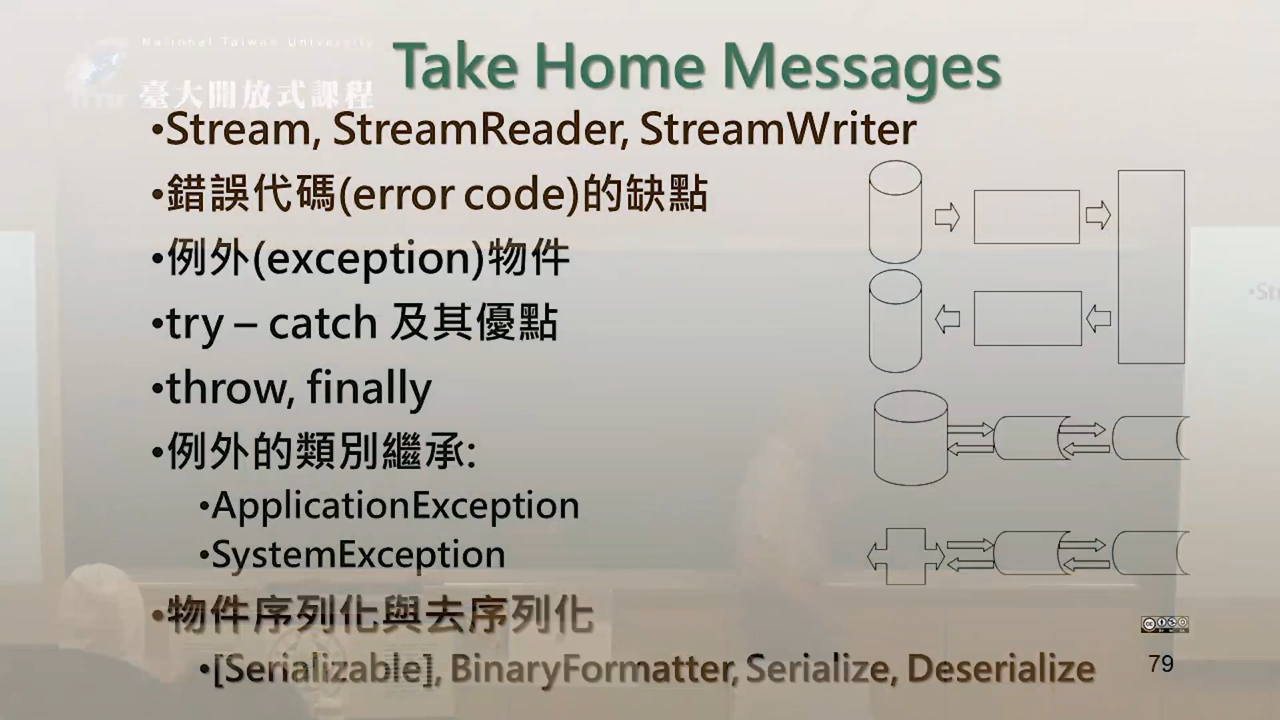 National Taiwan University
臺大開放式課程
Take Home Messages
•Stream, StreamReader, StreamWriter
•錯誤代碼(error code)的缺點
•例外(exception)物件
•try – catch 及其優點
•throw, finally
•例外的類別繼承:
•ApplicationException
•SystemException
•物件序列化與去序列化
•[Serializable], BinaryFormatter, Serialize, Deserialize
79